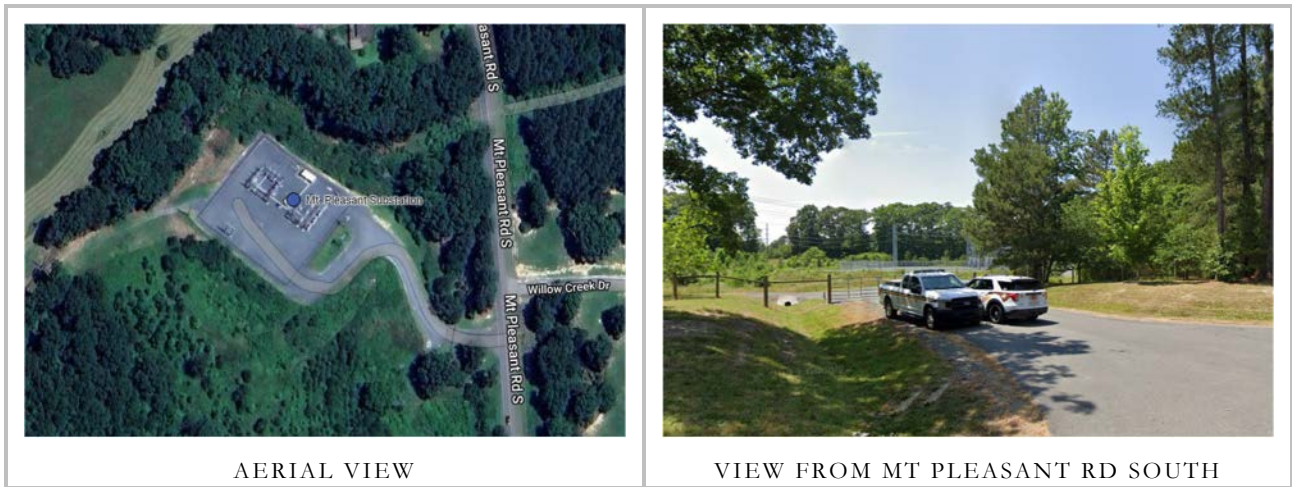 asant Rd S
Mt Pleasant Rd S
Mt. Pleasant Substation
Willow Creek Dr
Mt Pleasant Rd S
AERIAL VIEW
VIEW FROM MT PLEASANT RD SOUTH